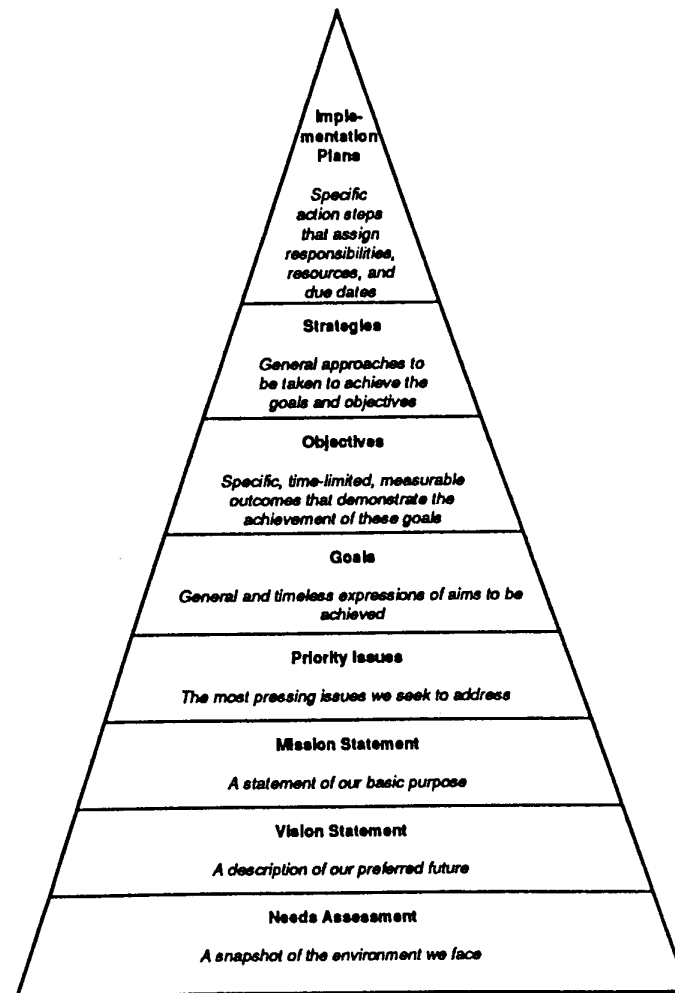 Imple-
mentation
Plans
Specific
action steps
that assign
responsibilities,
resources, and
due dates
Strategies
General approaches to
be taken to achieve the
goals and objectives
Objectives
Specific, time-limited, measurable
outcomes that demonstrate the
achievement of these goals
Goals
General and timeless expressions of aims to be
achieved
Priority Issues
The most pressing issues we seek to address
Mission Statement
A statement of our basic purpose
Vision Statement
A description of our preferred future
Needs Assessment
A snapshot of the environment we face